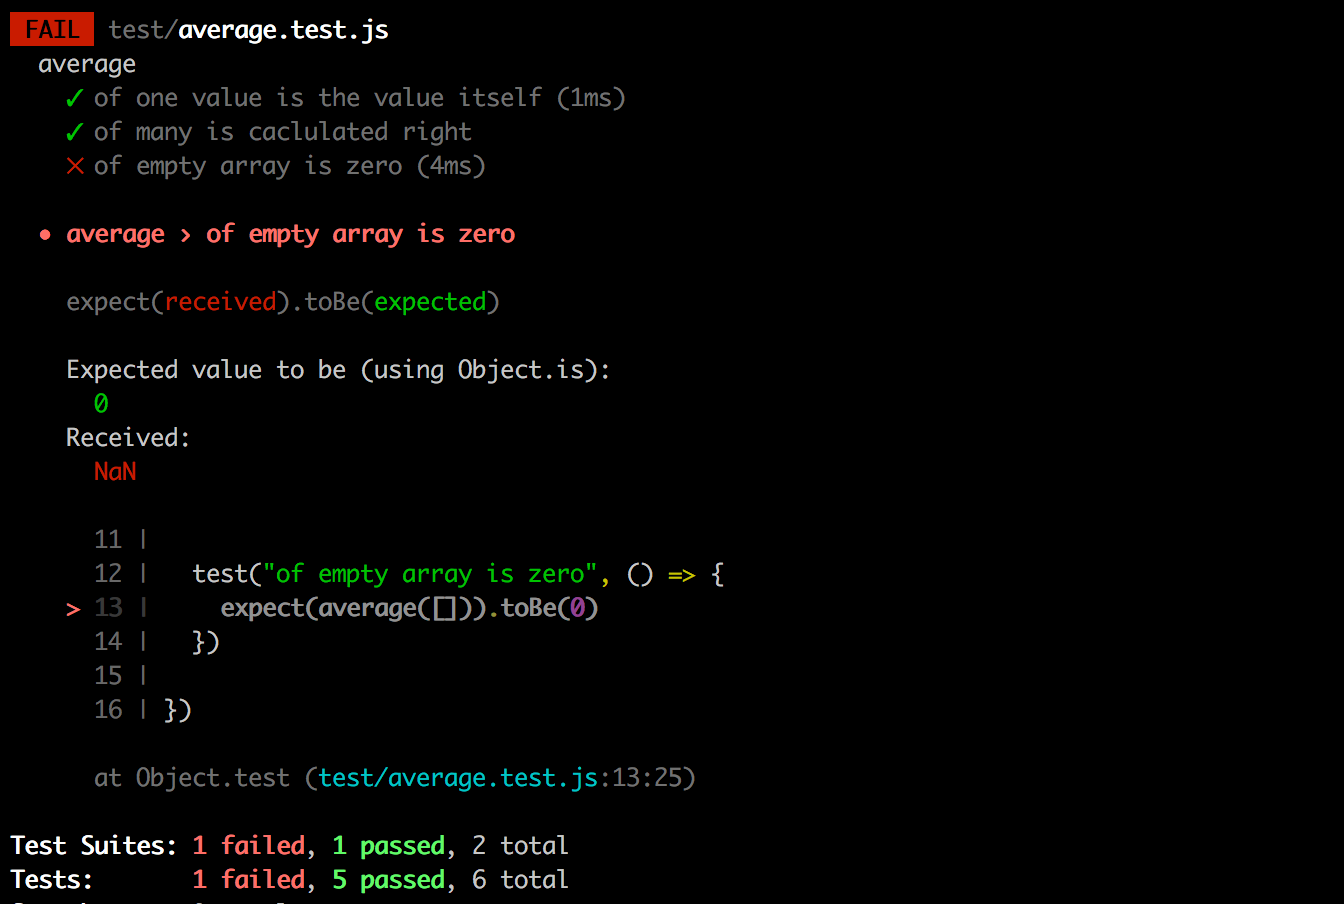 FAIL test/average.test.js
average
✓ of one value is the value itself (1ms)
✓ of many is caclulated right
✕ of empty array is zero (4ms)
● average › of empty array is zero
expect(received).toBe(expected)
Expected value to be (using Object.is):
0
Received:
NaN
11 |
12 | test("of empty array is zero", () => {
> 13 | expect(average([])).toBe(0)
14 | })
15 |
16 | })
at Object.test (test/average.test.js:13:25)
Test Suites: 1 failed, 1 passed, 2 total
Tests: 1 failed, 5 passed, 6 total